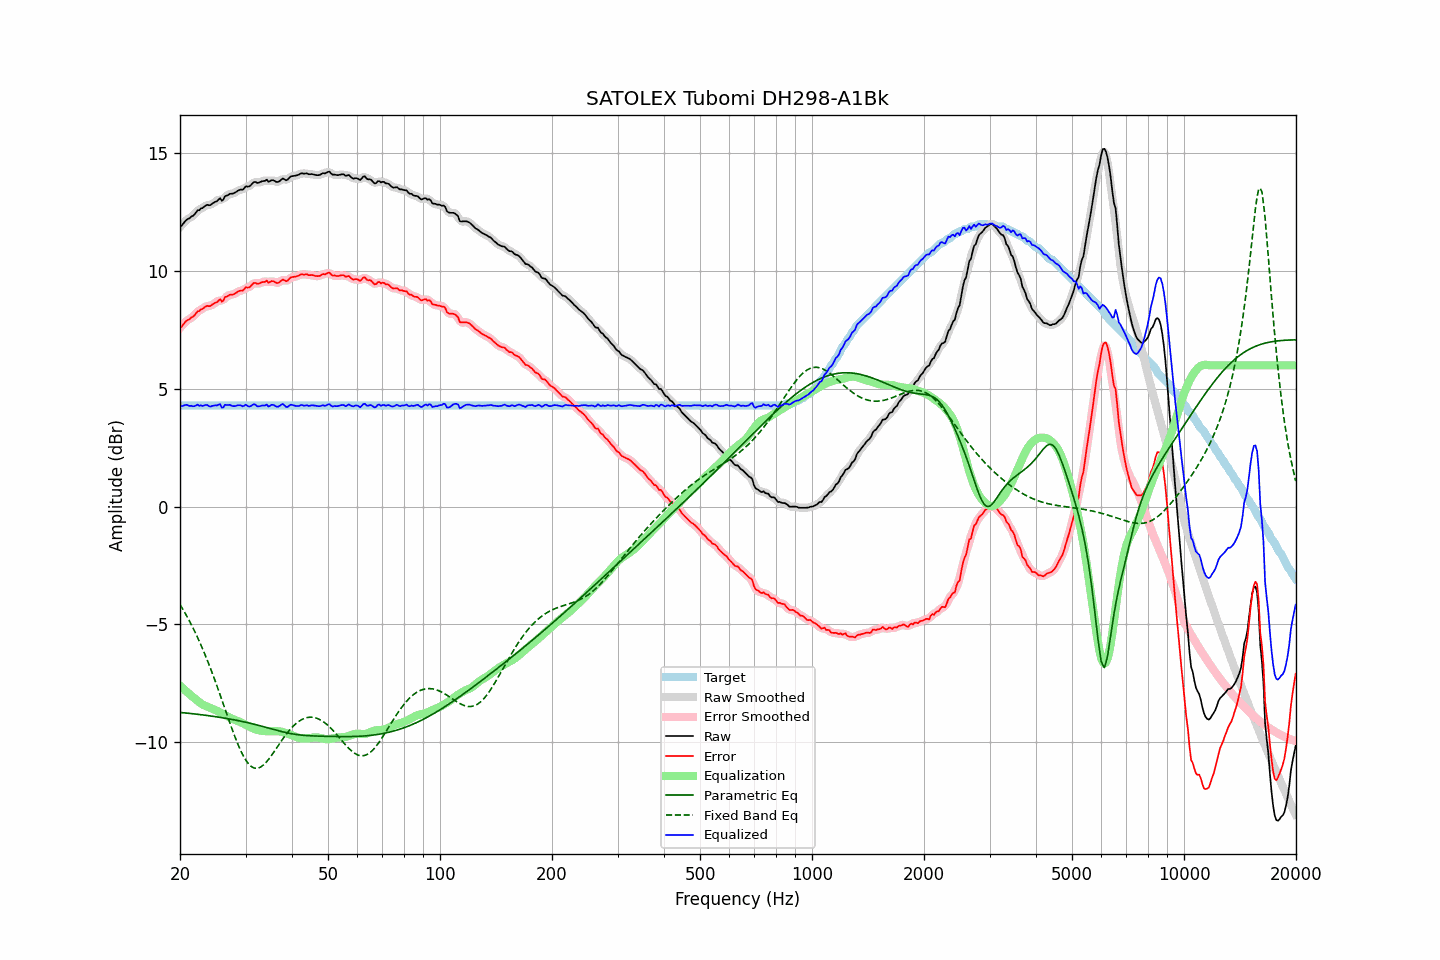 SATOLEX Tubomi DH298-A1Bk
Amplitude (dBr)
15
10
5
0
−5
−10
Target
Raw Smoothed
Error Smoothed
Raw
Error
Equalization
Parametric Eq
Fixed Band Eq
Equalized
20 50 100 200 500 1000 2000 5000 10000 20000
Frequency (Hz)